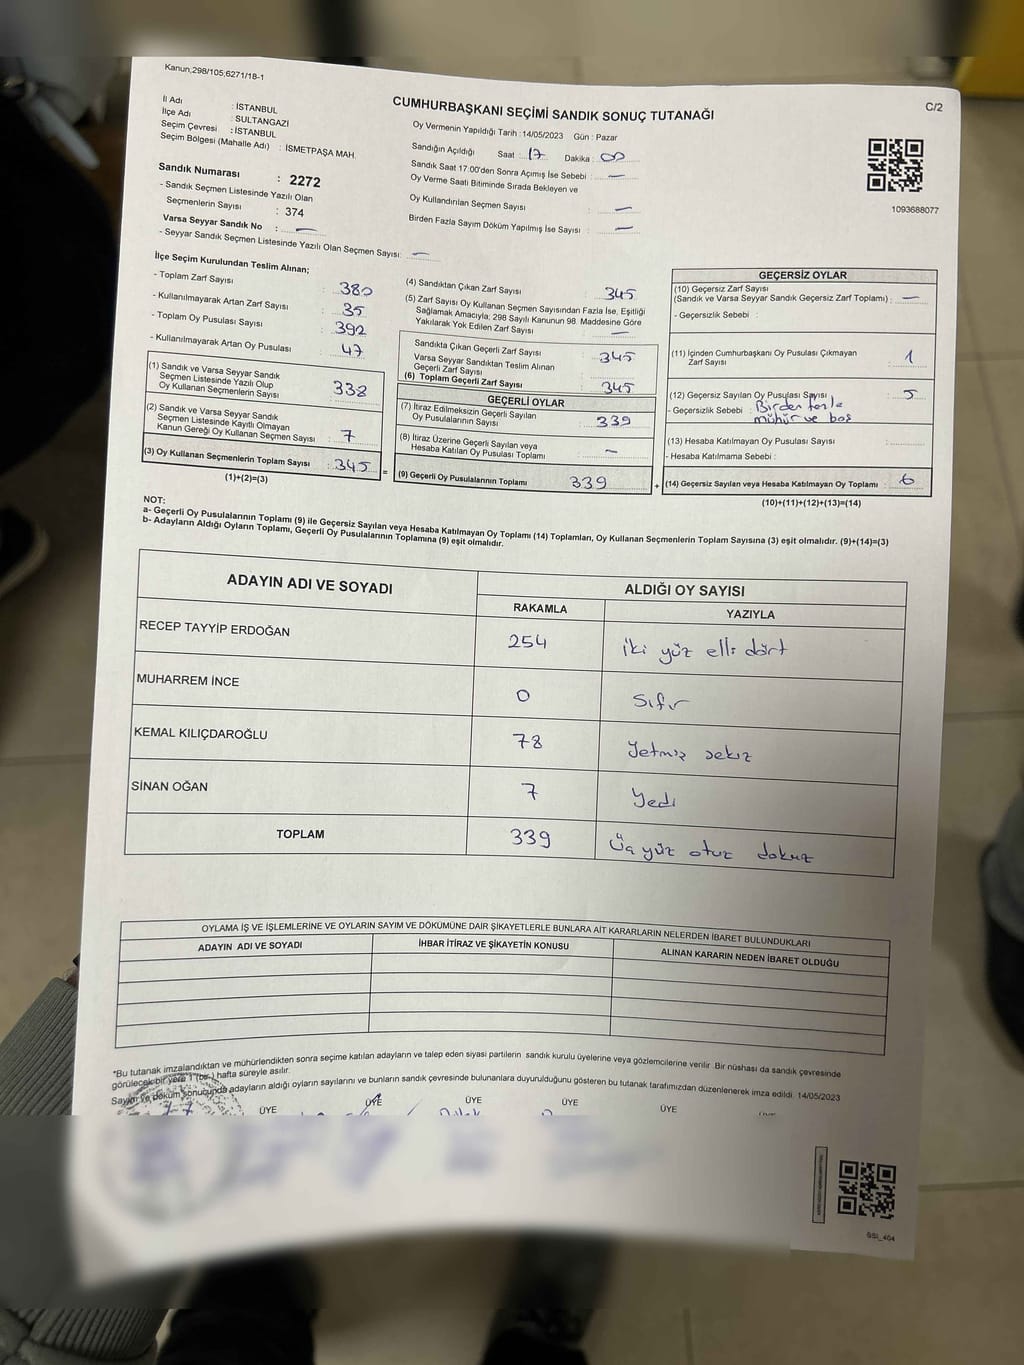 Kanun,298/105;6271/18-1
C/2
CUMHURBAŞKANI SEÇİMİ SANDIK SONUÇ TUTANAĞI
İl Adı : İSTANBUL
İlçe Adı : SULTANGAZİ
Seçim Çevresi : İSTANBUL
Seçim Bölgesi (Mahalle Adı) : İSMETPAŞA MAH.
Sandık Numarası : 2272
- Sandık Seçmen Listesinde Yazılı Olan
Seçmenlerin Sayısı : 374
Varsa Seyyar Sandık No : —
- Seyyar Sandık Seçmen Listesinde Yazılı Olan Seçmen Sayısı: —
Oy Vermenin Yapıldığı Tarih : 14/05/2023 Gün : Pazar
Sandığın Açıldığı Saat : 17 Dakika : 00
Sandık Saat 17.00'den Sonra Açımış İse Sebebi : —
Oy Verme Saati Bitiminde Sırada Bekleyen ve
Oy Kullandırılan Seçmen Sayısı : —
Birden Fazla Sayım Döküm Yapılmış İse Sayısı : —
1093688077
İlçe Seçim Kurulundan Teslim Alınan;
- Toplam Zarf Sayısı : 380
- Kullanılmayarak Artan Zarf Sayısı : 35
- Toplam Oy Pusulası Sayısı : 392
- Kullanılmayarak Artan Oy Pusulası : 47
(1) Sandık ve Varsa Seyyar Sandık
Seçmen Listesinde Yazılı Olup
Oy Kullanan Seçmenlerin Sayısı : 338
(2) Sandık ve Varsa Seyyar Sandık
Seçmen Listesinde Kayıtlı Olmayan
Kanun Gereği Oy Kullanan Seçmen Sayısı : 7
(3) Oy Kullanan Seçmenlerin Toplam Sayısı : 345 =
(1)+(2)=(3)
(4) Sandıktan Çıkan Zarf Sayısı : 345
(5) Zarf Sayısı Oy Kullanan Seçmen Sayısından Fazla İse, Eşitliği
Sağlamak Amacıyla; 298 Sayılı Kanunun 98. Maddesine Göre
Yakılarak Yok Edilen Zarf Sayısı : —
Sandıkta Çıkan Geçerli Zarf Sayısı : 345
Varsa Seyyar Sandıktan Teslim Alınan
Geçerli Zarf Sayısı :
(6) Toplam Geçerli Zarf Sayısı : 345
GEÇERLİ OYLAR
(7) İtiraz Edilmeksizin Geçerli Sayılan
Oy Pusulalarının Sayısı : 339
(8) İtiraz Üzerine Geçerli Sayılan veya
Hesaba Katılan Oy Pusulası Toplamı : —
(9) Geçerli Oy Pusulalarının Toplamı 339 +
GEÇERSİZ OYLAR
(10) Geçersiz Zarf Sayısı
(Sandık ve Varsa Seyyar Sandık Geçersiz Zarf Toplamı) : —
- Geçersizlik Sebebi :
(11) İçinden Cumhurbaşkanı Oy Pusulası Çıkmayan
Zarf Sayısı : 1
(12) Geçersiz Sayılan Oy Pusulası Sayısı : 5
- Geçersizlik Sebebi : Birden fazla
mühür ve boş
(13) Hesaba Katılmayan Oy Pusulası Sayısı :
- Hesaba Katılmama Sebebi :
(14) Geçersiz Sayılan veya Hesaba Katılmayan Oy Toplamı : 6
(10)+(11)+(12)+(13)=(14)
NOT:
a- Geçerli Oy Pusulalarının Toplamı (9) ile Geçersiz Sayılan veya Hesaba Katılmayan Oy Toplamı (14) Toplamları, Oy Kullanan Seçmenlerin Toplam Sayısına (3) eşit olmalıdır. (9)+(14)=(3)
b- Adayların Aldığı Oyların Toplamı, Geçerli Oy Pusulalarının Toplamına (9) eşit olmalıdır.
ADAYIN ADI VE SOYADI ALDIĞI OY SAYISI
RAKAMLA YAZIYLA
RECEP TAYYİP ERDOĞAN 254 iki yüz elli dört
MUHARREM İNCE 0 Sıfır
KEMAL KILIÇDAROĞLU 78 Yetmiş sekiz
SİNAN OĞAN 7 Yedi
TOPLAM 339 Üç yüz otuz dokuz
OYLAMA İŞ VE İŞLEMLERİNE VE OYLARIN SAYIM VE DÖKÜMÜNE DAİR ŞİKAYETLERLE BUNLARA AİT KARARLARIN NELERDEN İBARET BULUNDUKLARI
ADAYIN ADI VE SOYADI İHBAR İTİRAZ VE ŞİKAYETİN KONUSU ALINAN KARARIN NEDEN İBARET OLDUĞU
*Bu tutanak imzalandıktan ve mühürlendikten sonra seçime katılan adayların ve talep eden siyasi partilerin sandık kurulu üyelerine veya gözlemcilerine verilir. Bir nüshası da sandık çevresinde
görülecek bir yere 1 (bir) hafta süreyle asılır.
Sayım ve döküm sonucunda adayların aldığı oyların sayılarını ve bunların sandık çevresinde bulunanlara duyurulduğunu gösteren bu tutanak tarafımızdan düzenlenerek imza edildi. 14/05/2023
ÜYE ÜYE ÜYE ÜYE ÜYE